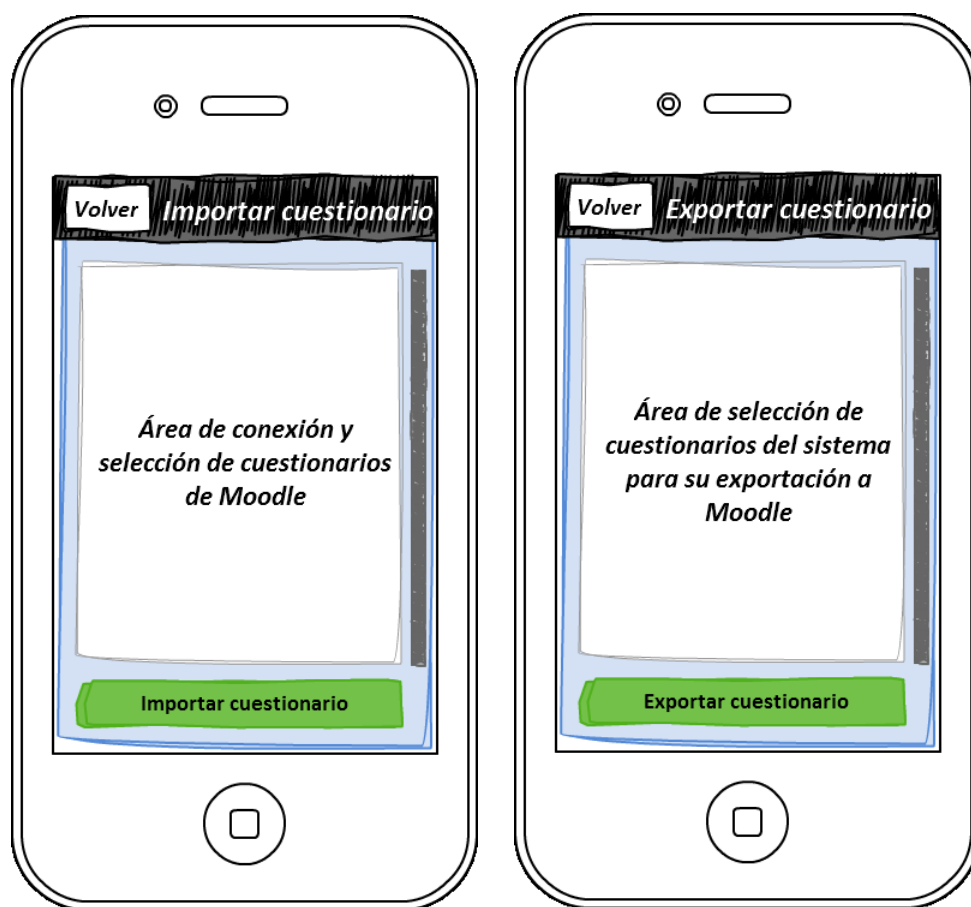 Volver
Importar cuestionario
Área de conexión y
selección de cuestionarios
de Moodle
Importar cuestionario
Volver
Exportar cuestionario
Área de selección de
cuestionarios del sistema
para su exportación a
Moodle
Exportar cuestionario